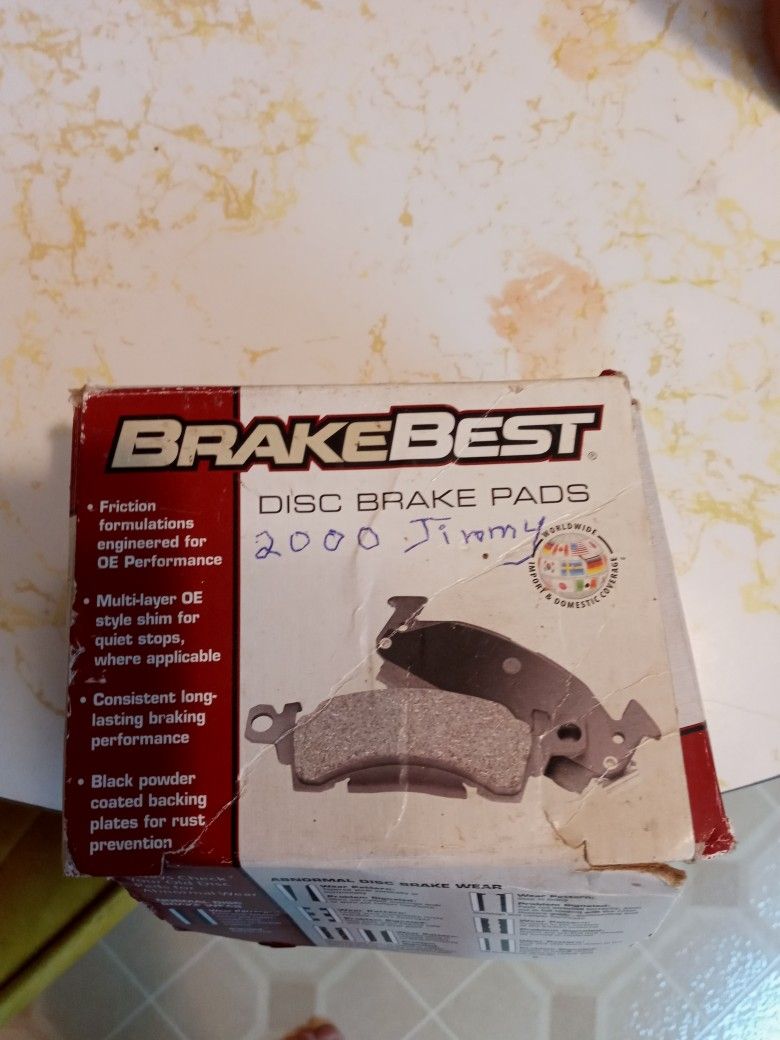 BRAKEBEST®
DISC BRAKE PADS
2000 Jimmy
WORLDWIDE
IMPORT & DOMESTIC COVERAGE
• Friction
formulations
engineered for
OE Performance
• Multi-layer OE
style shim for
quiet stops,
where applicable
• Consistent long-
lasting braking
performance
• Black powder
coated backing
plates for rust
prevention
ABNORMAL DISC BRAKE WEAR